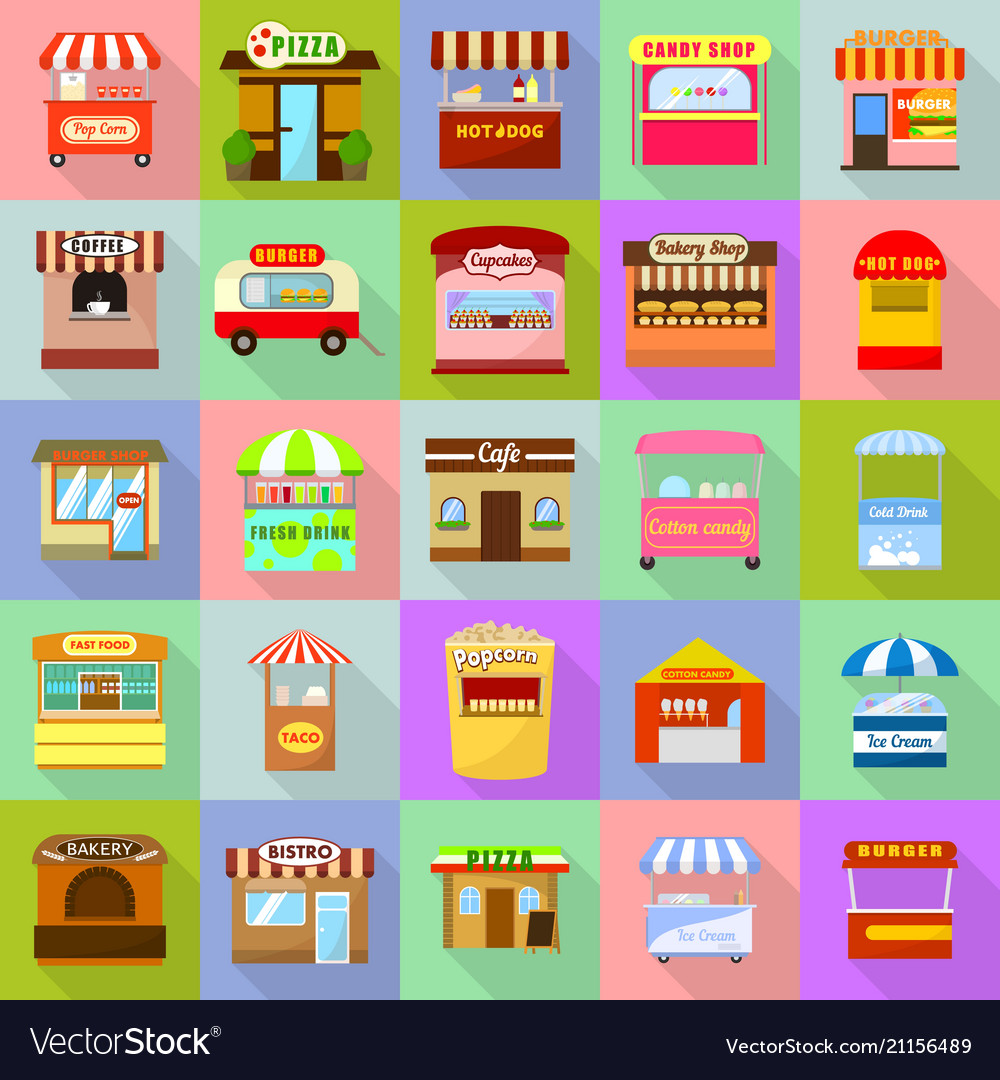 Pop Corn
PIZZA
HOT DOG
CANDY SHOP
BURGER
BURGER
COFFEE
BURGER
Cupcakes
Bakery Shop
•HOT DOG•
BURGER SHOP
OPEN
FRESH DRINK
Cafe
Cotton candy
Cold Drink
FAST FOOD
TACO
Popcorn
COTTON CANDY
Ice Cream
BAKERY
BISTRO
PIZZA
Ice Cream
BURGER
VectorStock®
VectorStock.com/21156489